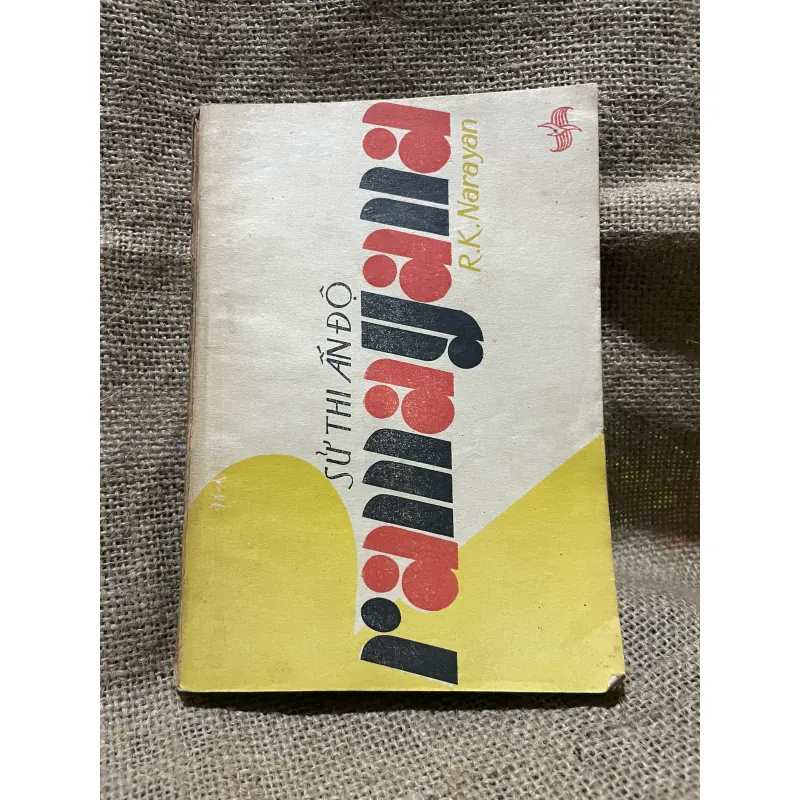 SỬ THI ẤN ĐỘ
ramayana
R.K.Narayan